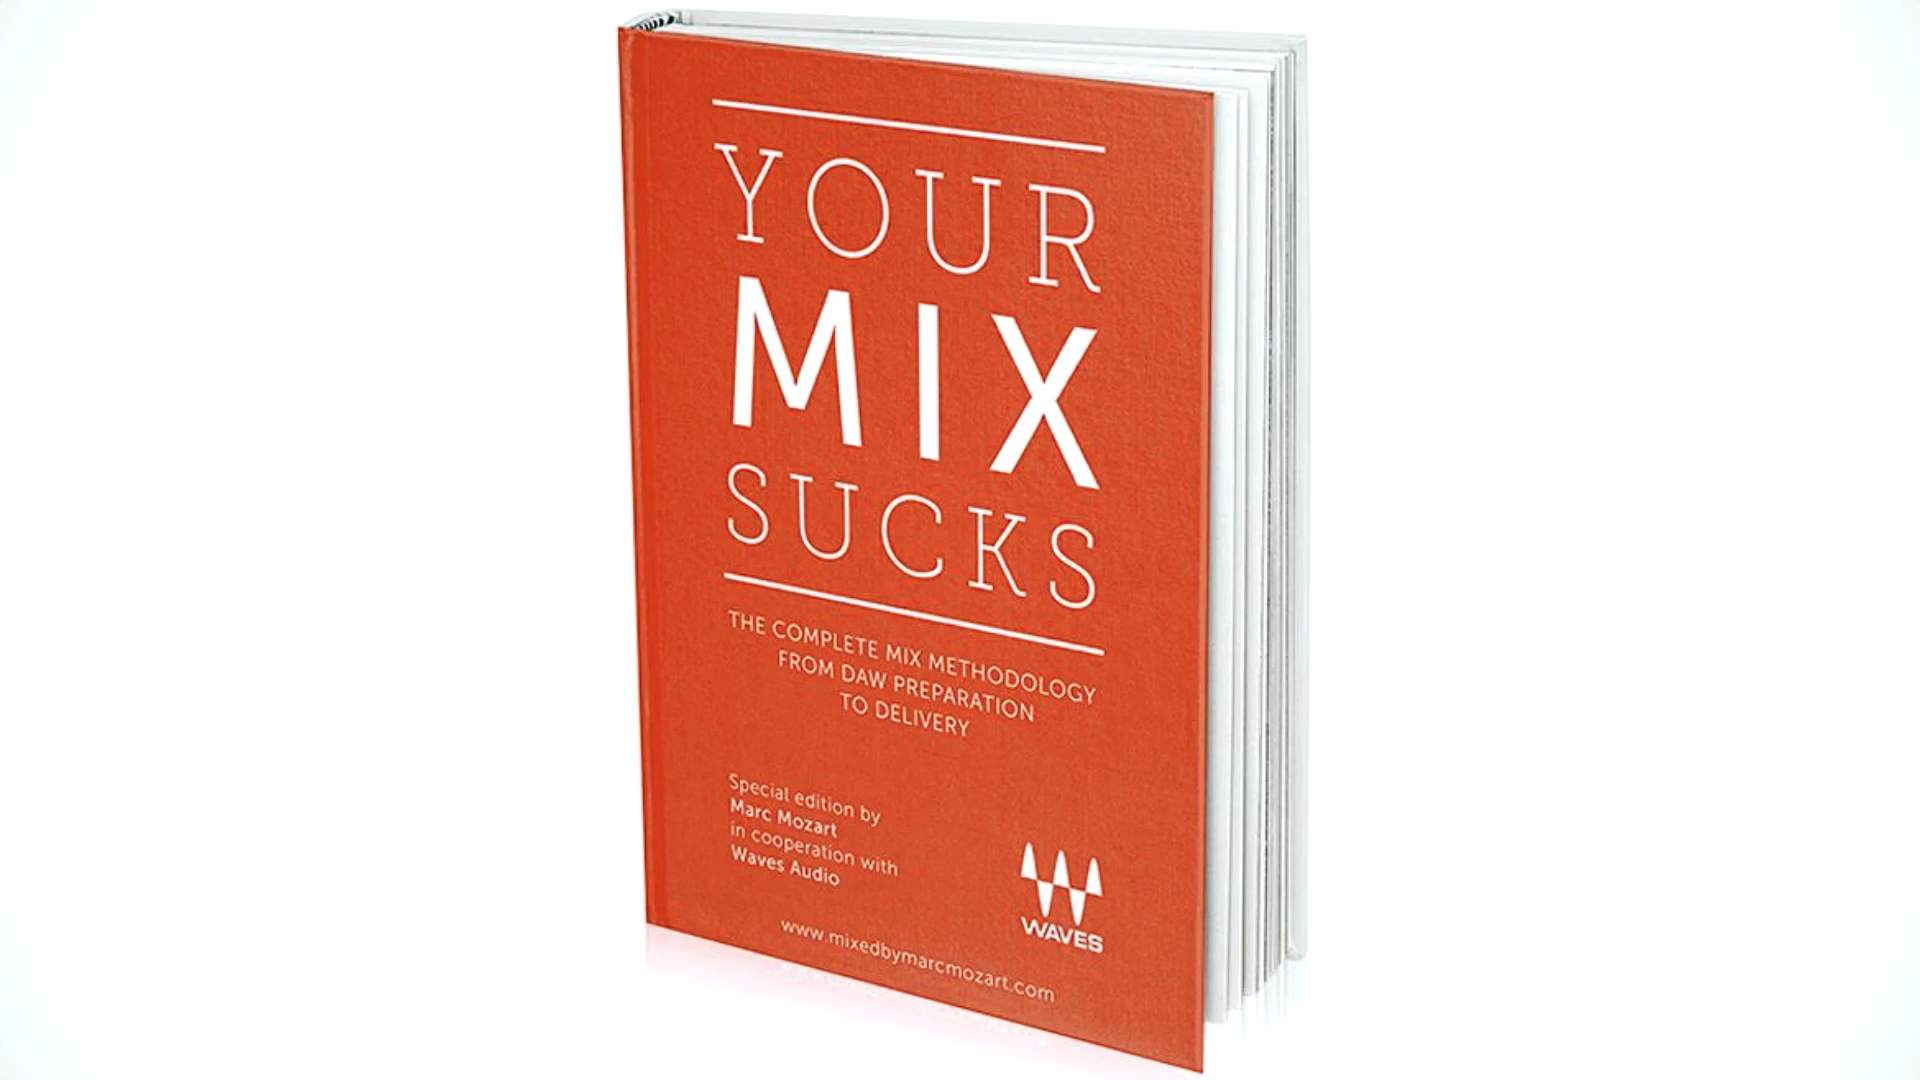 YOUR
MIX
SUCKS
THE COMPLETE MIX METHODOLOGY
FROM DAW PREPARATION
TO DELIVERY
Special edition by
Marc Mozart
in cooperation with
Waves Audio
WAVES
www.mixedbymarcmozart.com